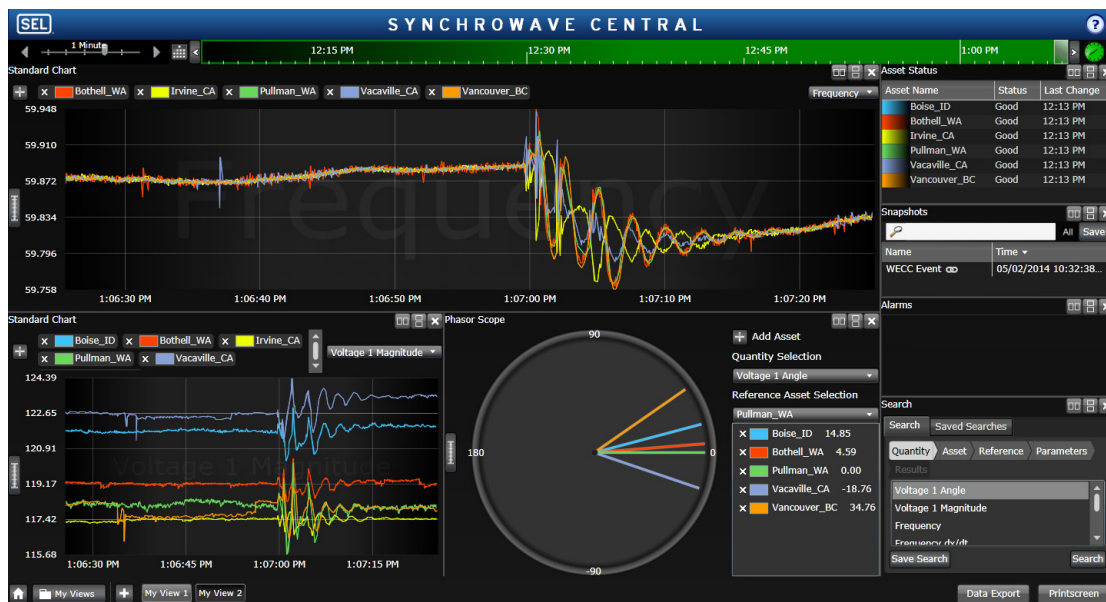 SEL
SYNCHROWAVE CENTRAL
?
1 Minute
12:15 PM 12:30 PM 12:45 PM 1:00 PM
Standard Chart
Bothell_WA Irvine_CA Pullman_WA Vacaville_CA Vancouver_BC
Frequency
59.948
59.910
59.872
59.834
59.796
59.758
Frequency
1:06:30 PM 1:06:40 PM 1:06:50 PM 1:07:00 PM 1:07:10 PM 1:07:20 PM
Asset Status
Asset Name Status Last Change
Boise_ID Good 12:13 PM
Bothell_WA Good 12:13 PM
Irvine_CA Good 12:13 PM
Pullman_WA Good 12:13 PM
Vacaville_CA Good 12:13 PM
Vancouver_BC Good 12:13 PM
Snapshots
All Save
Name Time
WECC Event 05/02/2014 10:32:38...
Alarms
Standard Chart
Boise_ID Bothell_WA Irvine_CA
Pullman_WA Vacaville_CA
Voltage 1 Magnitude
124.39
122.65
120.91
119.17
117.42
115.68
Voltage 1 Magnitude
1:06:30 PM 1:06:45 PM 1:07:00 PM 1:07:15 PM
Phasor Scope
90
180
0
-90
Add Asset
Quantity Selection
Voltage 1 Angle
Reference Asset Selection
Pullman_WA
Boise_ID 14.85
Bothell_WA 4.59
Pullman_WA 0.00
Vacaville_CA -18.76
Vancouver_BC 34.76
Search
Search Saved Searches
Quantity Asset Reference Parameters
Results
Voltage 1 Angle
Voltage 1 Magnitude
Frequency
Frequency dv/dt
Save Search Search
My Views My View 1 My View 2
Data Export Printscreen